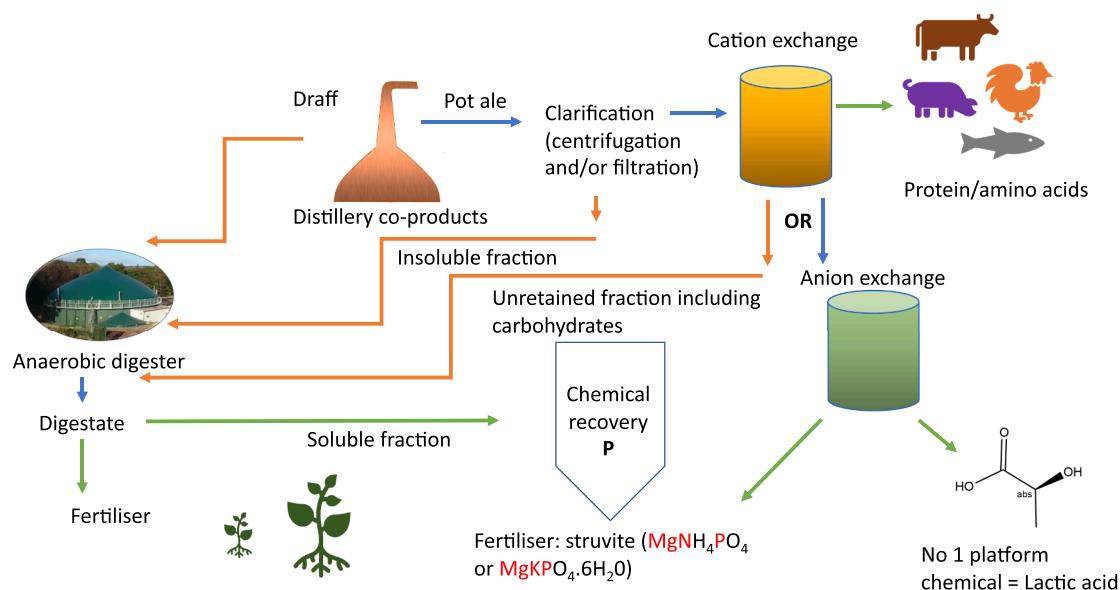 Cation exchange
Draff
Pot ale
Clarification
(centrifugation
and/or filtration)
Protein/amino acids
Distillery co-products
OR
Insoluble fraction
Anion exchange
Unretained fraction including
carbohydrates
Anaerobic digester
Chemical
recovery
P
Digestate
Soluble fraction
Fertiliser
O
HO
OH
abs
Fertiliser: struvite (MgNH₄PO₄
or MgKPO₄.6H₂0)
No 1 platform
chemical = Lactic acid